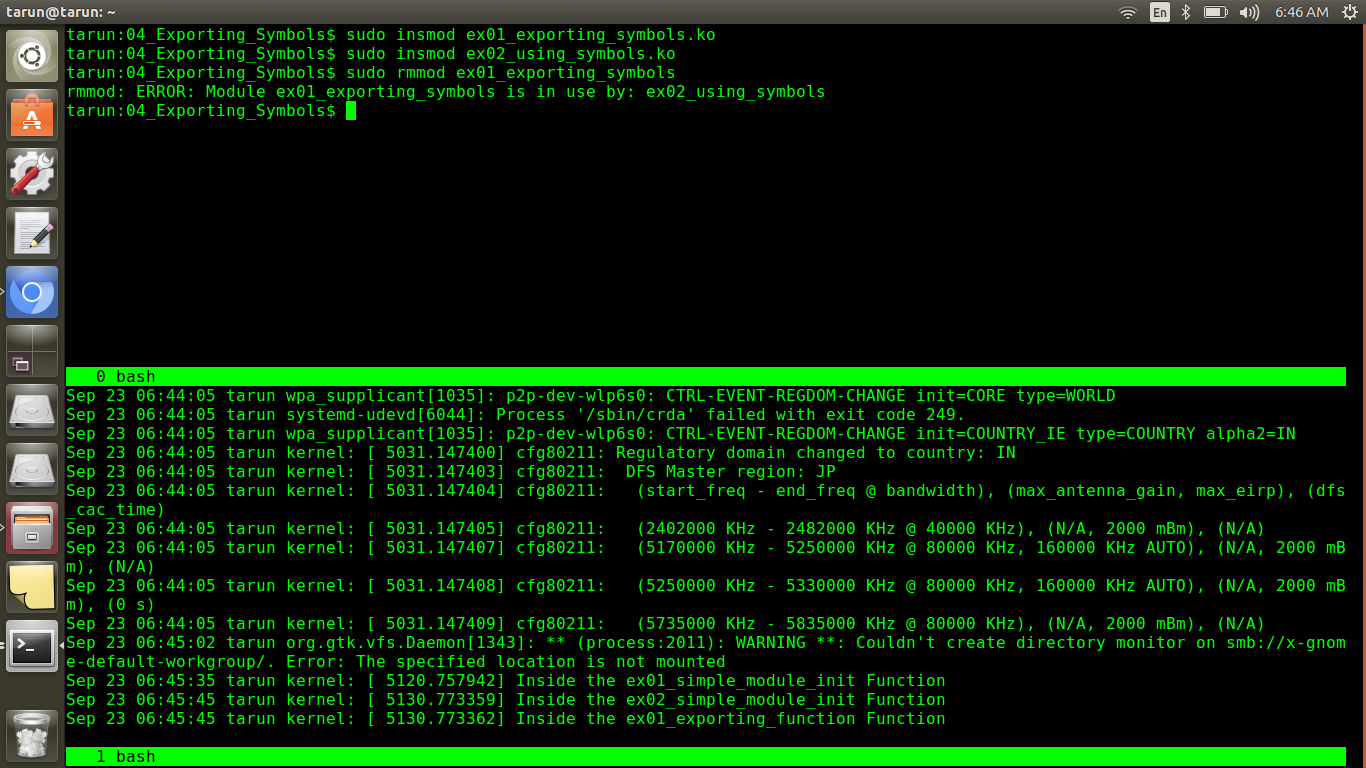 tarun@tarun: ~
En
6:46 AM
tarun:04_Exporting_Symbols$ sudo insmod ex01_exporting_symbols.ko
tarun:04_Exporting_Symbols$ sudo insmod ex02_using_symbols.ko
tarun:04_Exporting_Symbols$ sudo rmmod ex01_exporting_symbols
rmmod: ERROR: Module ex01_exporting_symbols is in use by: ex02_using_symbols
tarun:04_Exporting_Symbols$
0 bash
Sep 23 06:44:05 tarun wpa_supplicant[1035]: p2p-dev-wlp6s0: CTRL-EVENT-REGDOM-CHANGE init=CORE type=WORLD
Sep 23 06:44:05 tarun systemd-udevd[6044]: Process '/sbin/crda' failed with exit code 249.
Sep 23 06:44:05 tarun wpa_supplicant[1035]: p2p-dev-wlp6s0: CTRL-EVENT-REGDOM-CHANGE init=COUNTRY_IE type=COUNTRY alpha2=IN
Sep 23 06:44:05 tarun kernel: [ 5031.147400] cfg80211: Regulatory domain changed to country: IN
Sep 23 06:44:05 tarun kernel: [ 5031.147403] cfg80211:  DFS Master region: JP
Sep 23 06:44:05 tarun kernel: [ 5031.147404] cfg80211:   (start_freq - end_freq @ bandwidth), (max_antenna_gain, max_eirp), (dfs
_cac_time)
Sep 23 06:44:05 tarun kernel: [ 5031.147405] cfg80211:   (2402000 KHz - 2482000 KHz @ 40000 KHz), (N/A, 2000 mBm), (N/A)
Sep 23 06:44:05 tarun kernel: [ 5031.147407] cfg80211:   (5170000 KHz - 5250000 KHz @ 80000 KHz, 160000 KHz AUTO), (N/A, 2000 mB
m), (N/A)
Sep 23 06:44:05 tarun kernel: [ 5031.147408] cfg80211:   (5250000 KHz - 5330000 KHz @ 80000 KHz, 160000 KHz AUTO), (N/A, 2000 mB
m), (0 s)
Sep 23 06:44:05 tarun kernel: [ 5031.147409] cfg80211:   (5735000 KHz - 5835000 KHz @ 80000 KHz), (N/A, 2000 mBm), (N/A)
Sep 23 06:45:02 tarun org.gtk.vfs.Daemon[1343]: ** (process:2011): WARNING **: Couldn't create directory monitor on smb://x-gnom
e-default-workgroup/. Error: The specified location is not mounted
Sep 23 06:45:35 tarun kernel: [ 5120.757942] Inside the ex01_simple_module_init Function
Sep 23 06:45:45 tarun kernel: [ 5130.773359] Inside the ex02_simple_module_init Function
Sep 23 06:45:45 tarun kernel: [ 5130.773362] Inside the ex01_exporting_function Function
1 bash